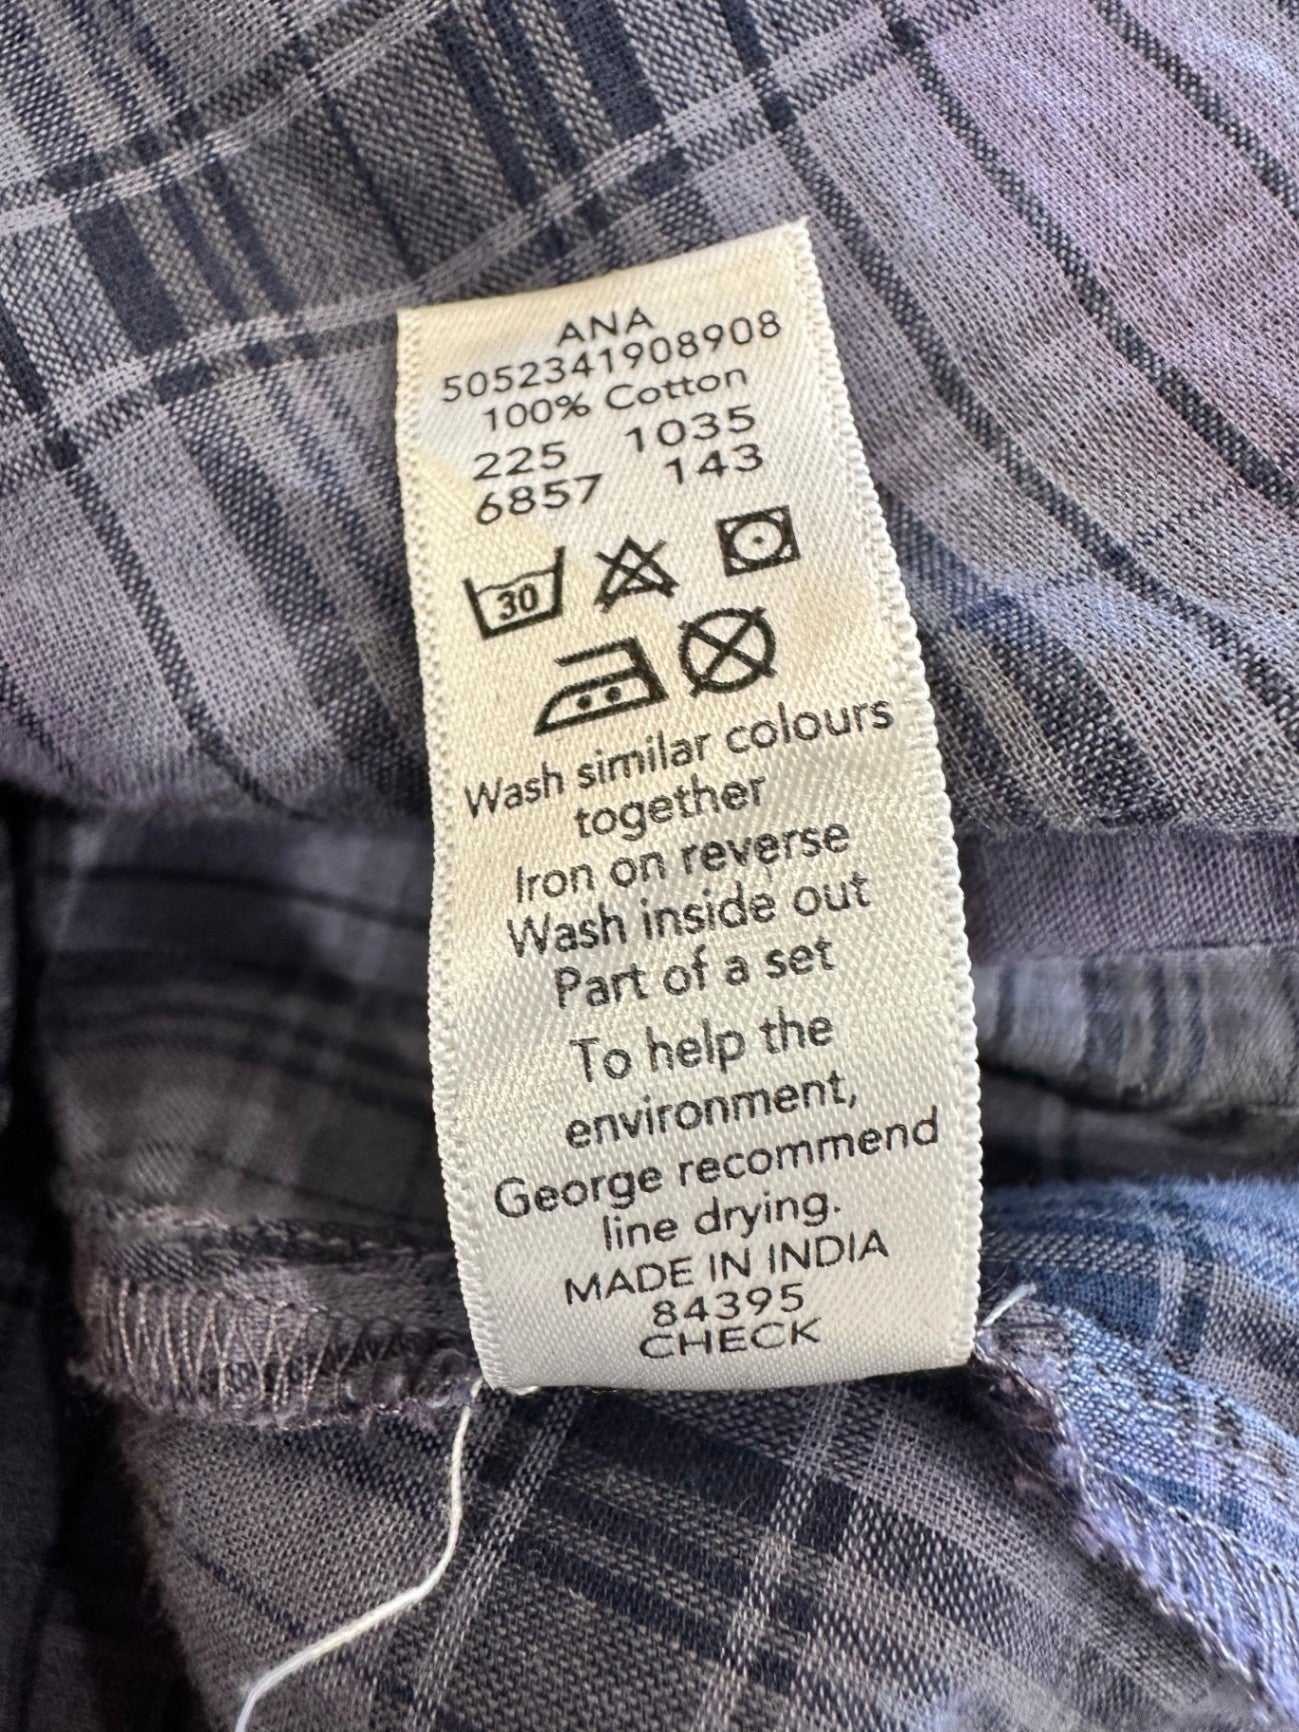 ANA
5052341908908
100% Cotton
225 1035
6857 143
30
Wash similar colours
together
Iron on reverse
Wash inside out
Part of a set
To help the
environment,
George recommend
line drying.
MADE IN INDIA
84395
CHECK